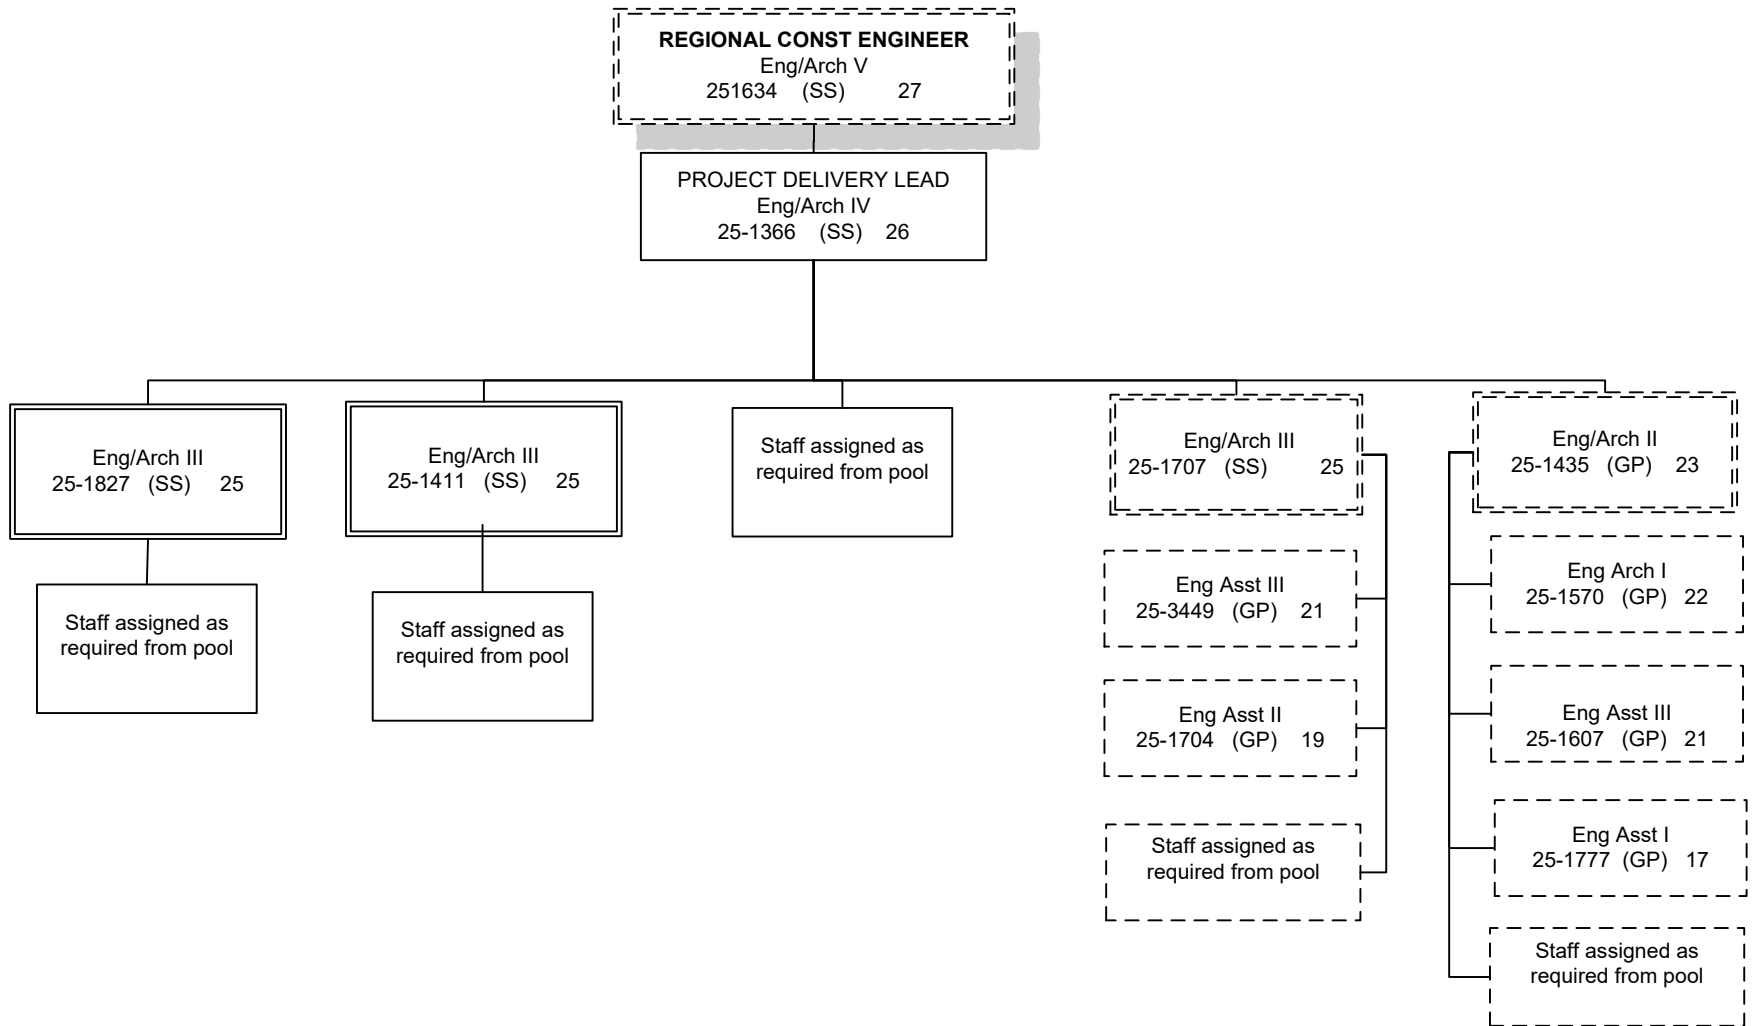 REGIONAL CONST ENGINEER
Eng/Arch V
251634 (SS) 27
PROJECT DELIVERY LEAD
Eng/Arch IV
25-1366 (SS) 26
Eng/Arch III
25-1827 (SS) 25
Staff assigned as
required from pool
Eng/Arch III
25-1411 (SS) 25
Staff assigned as
required from pool
Staff assigned as
required from pool
Eng/Arch III
25-1707 (SS) 25
Eng Asst III
25-3449 (GP) 21
Eng Asst II
25-1704 (GP) 19
Staff assigned as
required from pool
Eng/Arch II
25-1435 (GP) 23
Eng Arch I
25-1570 (GP) 22
Eng Asst III
25-1607 (GP) 21
Eng Asst I
25-1777 (GP) 17
Staff assigned as
required from pool